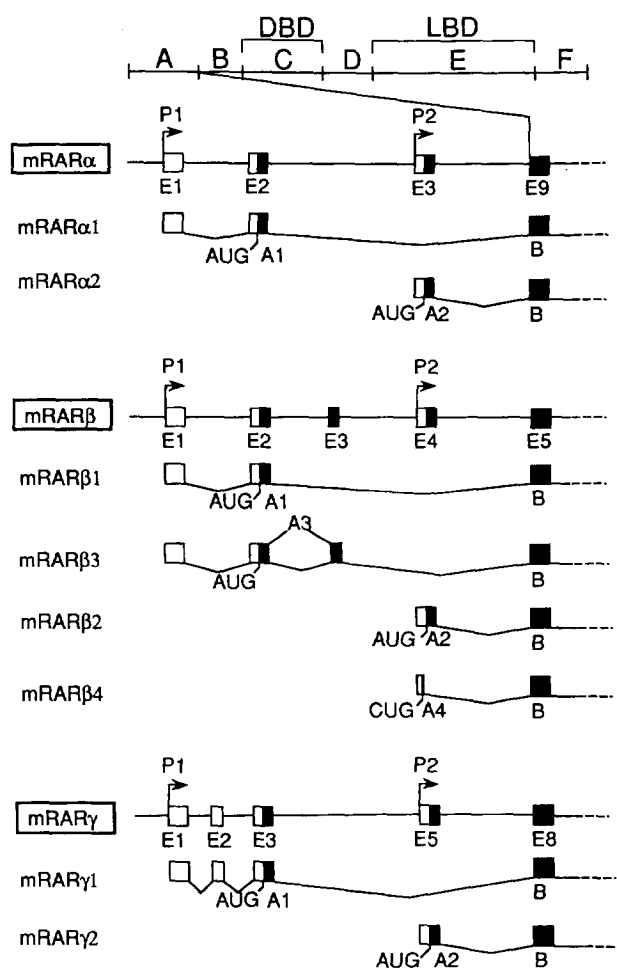 DBD LBD
A B C D E F
P1 P2
mRARα
E1 E2 E3 E9
mRARα1
AUG A1 B
mRARα2
AUG A2 B
P1 P2
mRARβ
E1 E2 E3 E4 E5
mRARβ1
AUG A1 B
A3
mRARβ3
AUG B
mRARβ2
AUG A2 B
mRARβ4
CUG A4 B
P1 P2
mRARγ
E1 E2 E3 E5 E8
mRARγ1
AUG A1 B
mRARγ2
AUG A2 B